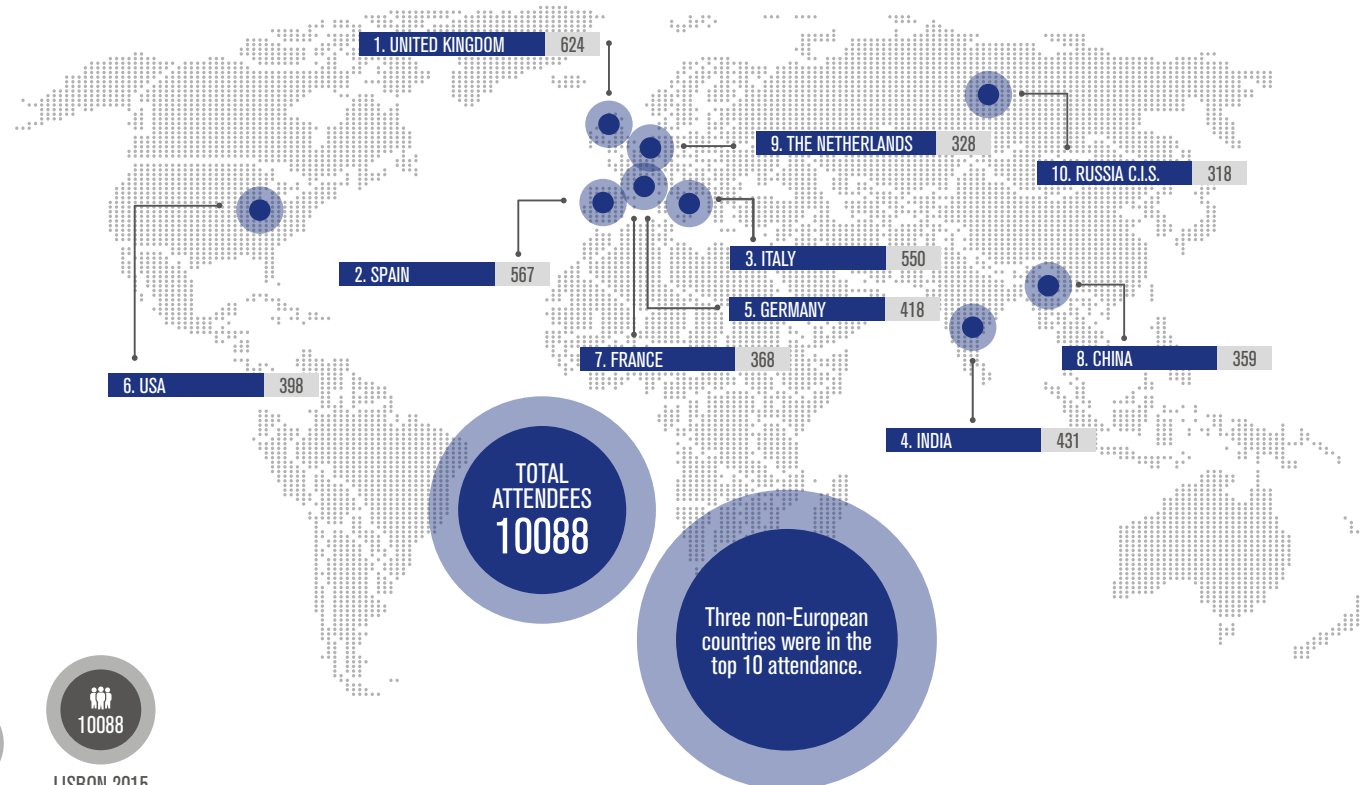 1. UNITED KINGDOM 624
9. THE NETHERLANDS 328
10. RUSSIA C.I.S. 318
3. ITALY 550
2. SPAIN 567
5. GERMANY 418
7. FRANCE 368
8. CHINA 359
6. USA 398
4. INDIA 431
TOTAL
ATTENDEES
10088
Three non-European
countries were in the
top 10 attendance.
10088
LISBON 2015